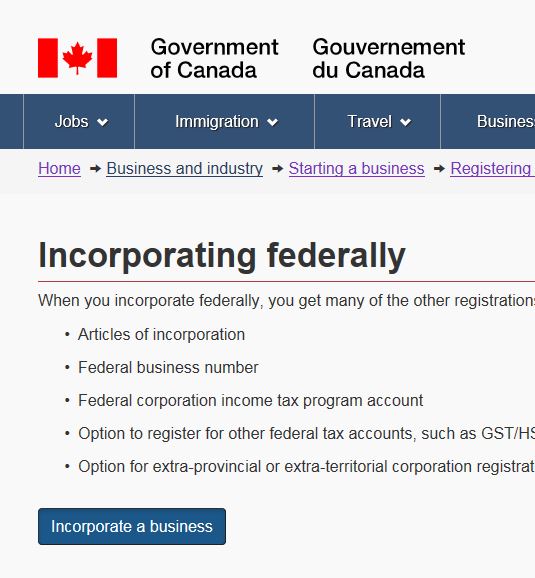 Government Gouvernement
of Canada du Canada
Jobs Immigration Travel Busines
Home Business and industry Starting a business Registering
Incorporating federally
When you incorporate federally, you get many of the other registrations
• Articles of incorporation
• Federal business number
• Federal corporation income tax program account
• Option to register for other federal tax accounts, such as GST/HS
• Option for extra-provincial or extra-territorial corporation registrat
Incorporate a business